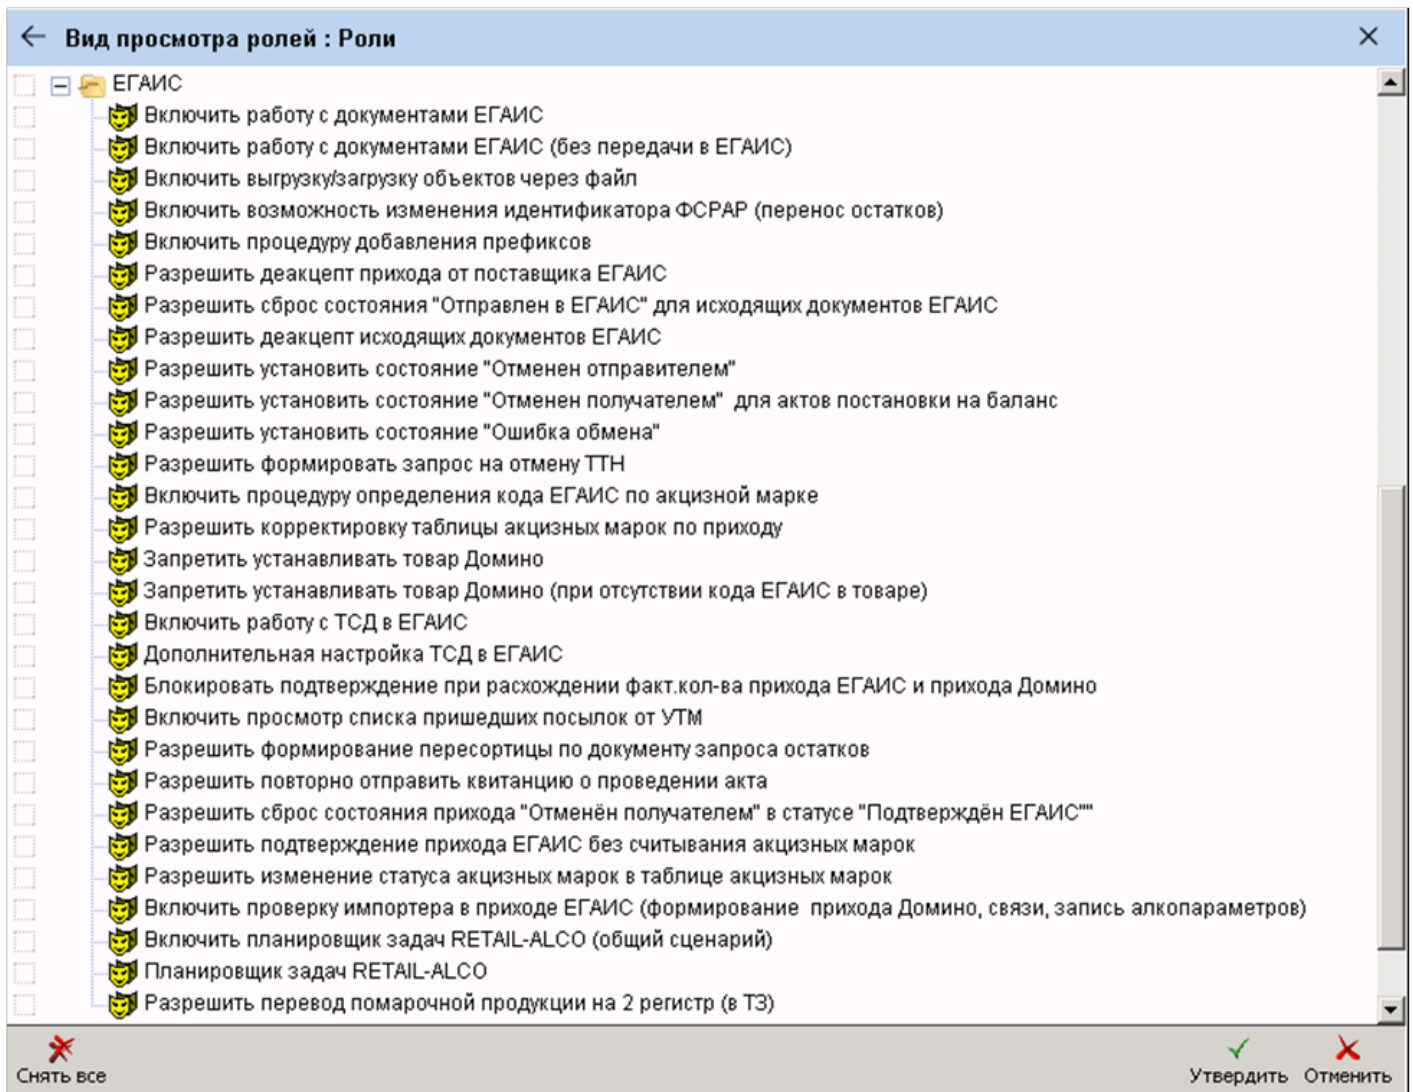 Вид просмотра ролей : Роли
ЕГАИС
Включить работу с документами ЕГАИС
Включить работу с документами ЕГАИС (без передачи в ЕГАИС)
Включить выгрузку/загрузку объектов через файл
Включить возможность изменения идентификатора ФСРАР (перенос остатков)
Включить процедуру добавления префиксов
Разрешить деакцепт прихода от поставщика ЕГАИС
Разрешить сброс состояния "Отправлен в ЕГАИС" для исходящих документов ЕГАИС
Разрешить деакцепт исходящих документов ЕГАИС
Разрешить установить состояние "Отменен отправителем"
Разрешить установить состояние "Отменен получателем"  для актов постановки на баланс
Разрешить установить состояние "Ошибка обмена"
Разрешить формировать запрос на отмену ТТН
Включить процедуру определения кода ЕГАИС по акцизной марке
Разрешить корректировку таблицы акцизных марок по приходу
Запретить устанавливать товар Домино
Запретить устанавливать товар Домино (при отсутствии кода ЕГАИС в товаре)
Включить работу с ТСД в ЕГАИС
Дополнительная настройка ТСД в ЕГАИС
Блокировать подтверждение при расхождении факт.кол-ва прихода ЕГАИС и прихода Домино
Включить просмотр списка пришедших посылок от УТМ
Разрешить формирование пересортицы по документу запроса остатков
Разрешить повторно отправить квитанцию о проведении акта
Разрешить сброс состояния прихода "Отменён получателем" в статусе "Подтверждён ЕГАИС""
Разрешить подтверждение прихода ЕГАИС без считывания акцизных марок
Разрешить изменение статуса акцизных марок в таблице акцизных марок
Включить проверку импортера в приходе ЕГАИС (формирование  прихода Домино, связи, запись алкопараметров)
Включить планировщик задач RETAIL-ALCO (общий сценарий)
Планировщик задач RETAIL-ALCO
Разрешить перевод помарочной продукции на 2 регистр (в ТЗ)
Снять все
Утвердить Отменить